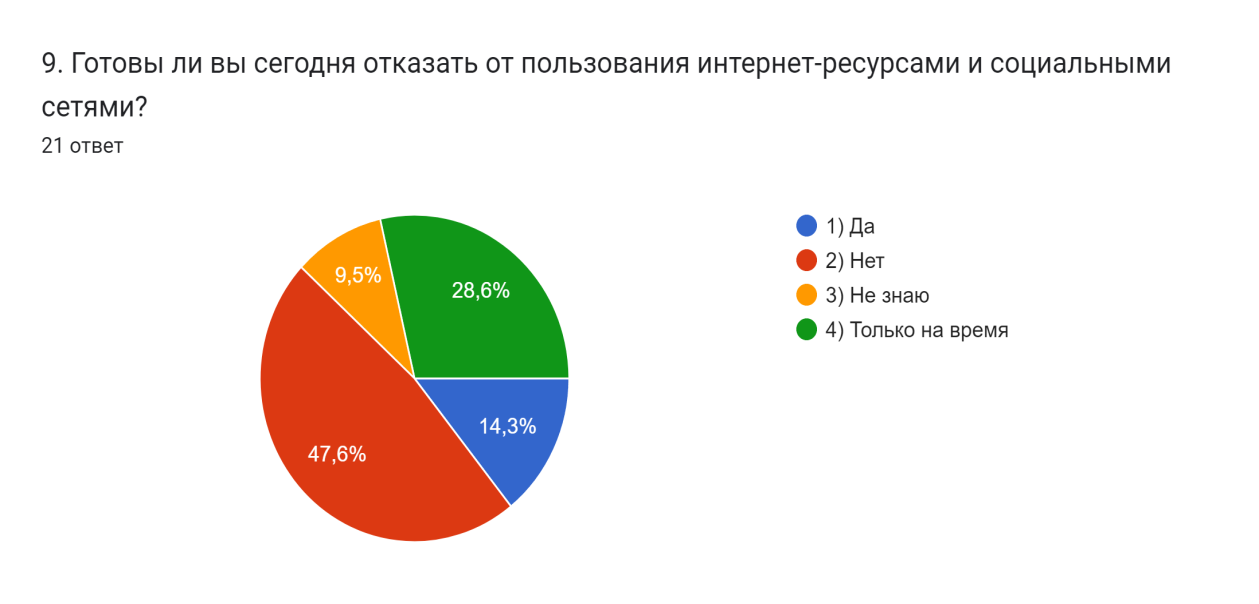 9. Готовы ли вы сегодня отказать от пользования интернет-ресурсами и социальными
сетями?
21 ответ
9,5%
28,6%
14,3%
47,6%
1) Да
2) Нет
3) Не знаю
4) Только на время